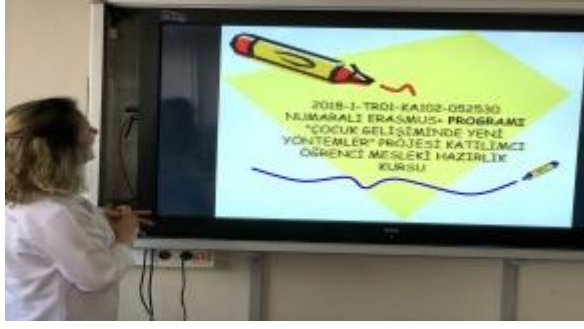 2018-1-TR01-KA102-052530
NUMARALI ERASMUS+ PROGRAMI
"ÇOCUK GELİŞİMİNDE YENİ
YÖNTEMLER" PROJESİ KATILIMCI
ÖĞRENCİ MESLEKİ HAZIRLIK
KURSU